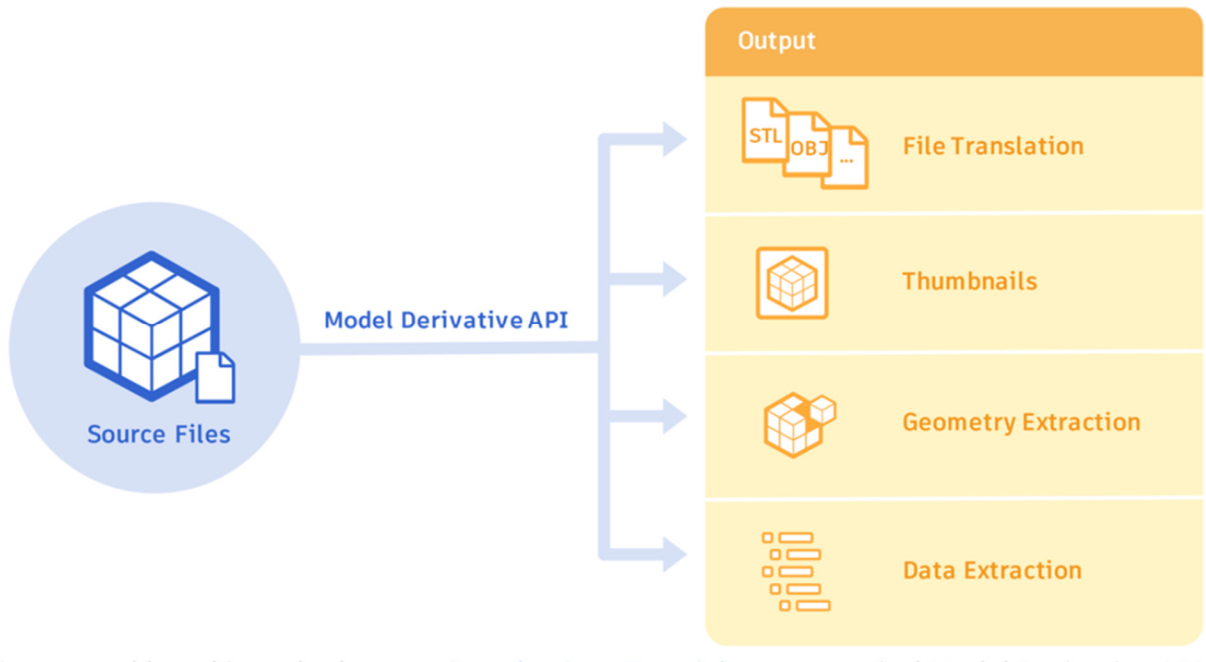 Output
STL
OBJ
...
File Translation
Thumbnails
Model Derivative API
Source Files
Geometry Extraction
Data Extraction